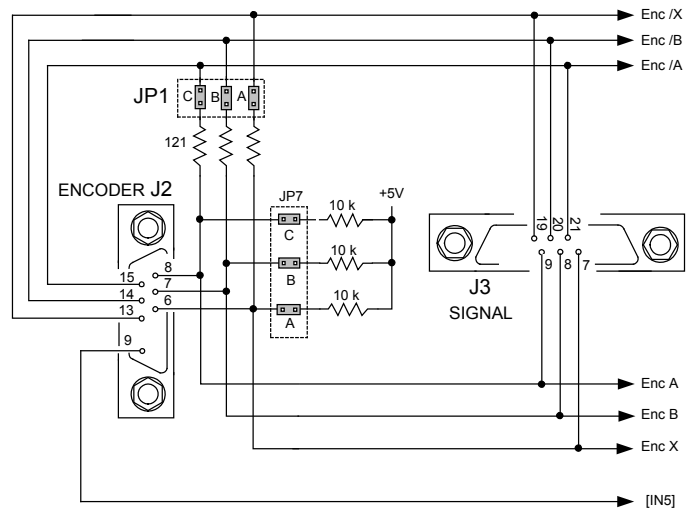 Enc /X
Enc /B
Enc /A
JP1
C B A
121
ENCODER J2
JP7
+5V
10 k
C
10 k
B
10 k
A
15
14
13
9
8
7
6
19
20
21
9
8
7
J3
SIGNAL
Enc A
Enc B
Enc X
[IN5]